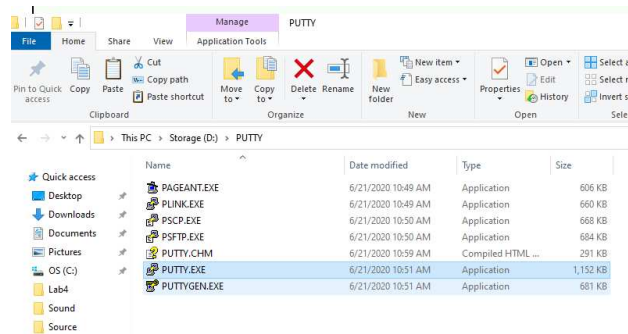 Manage PUTTY
File Home Share View Application Tools
Pin to Quick access
Copy
Paste
Cut
Copy path
Paste shortcut
Clipboard
Move to
Copy to
Delete
Rename
Organize
New folder
New item
Easy access
New
Properties
Open
Edit
History
Open
Select a
Select r
Invert s
Sele
This PC > Storage (D:) > PUTTY
Quick access
Desktop
Downloads
Documents
Pictures
OS (C:)
Lab4
Sound
Source
Name Date modified Type Size
PAGEANT.EXE 6/21/2020 10:49 AM Application 606 KB
PLINK.EXE 6/21/2020 10:49 AM Application 660 KB
PSCP.EXE 6/21/2020 10:50 AM Application 668 KB
PSFTP.EXE 6/21/2020 10:50 AM Application 684 KB
PUTTY.CHM 6/21/2020 10:59 AM Compiled HTML ... 291 KB
PUTTY.EXE 6/21/2020 10:51 AM Application 1,152 KB
PUTTYGEN.EXE 6/21/2020 10:51 AM Application 681 KB